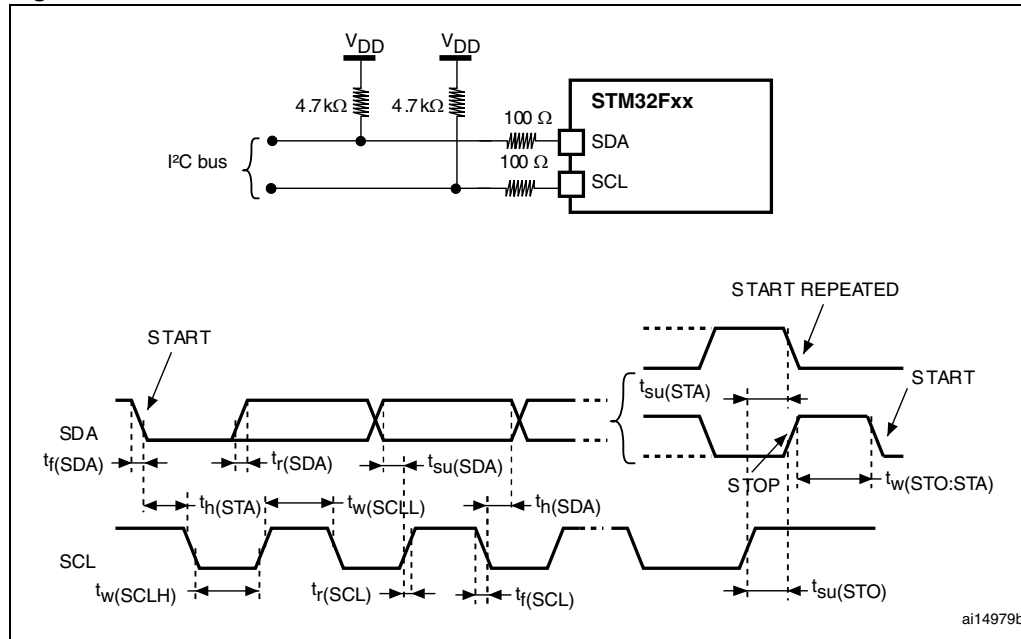 VDD VDD
4.7kΩ 4.7kΩ
STM32Fxx
100 Ω
SDA
I²C bus
100 Ω
SCL
START REPEATED
START
tsu(STA)
START
SDA
tf(SDA) tr(SDA) tsu(SDA)
STOP
tw(STO:STA)
th(STA) tw(SCLL) th(SDA)
SCL
tw(SCLH) tr(SCL) tf(SCL) tsu(STO)
ai14979b